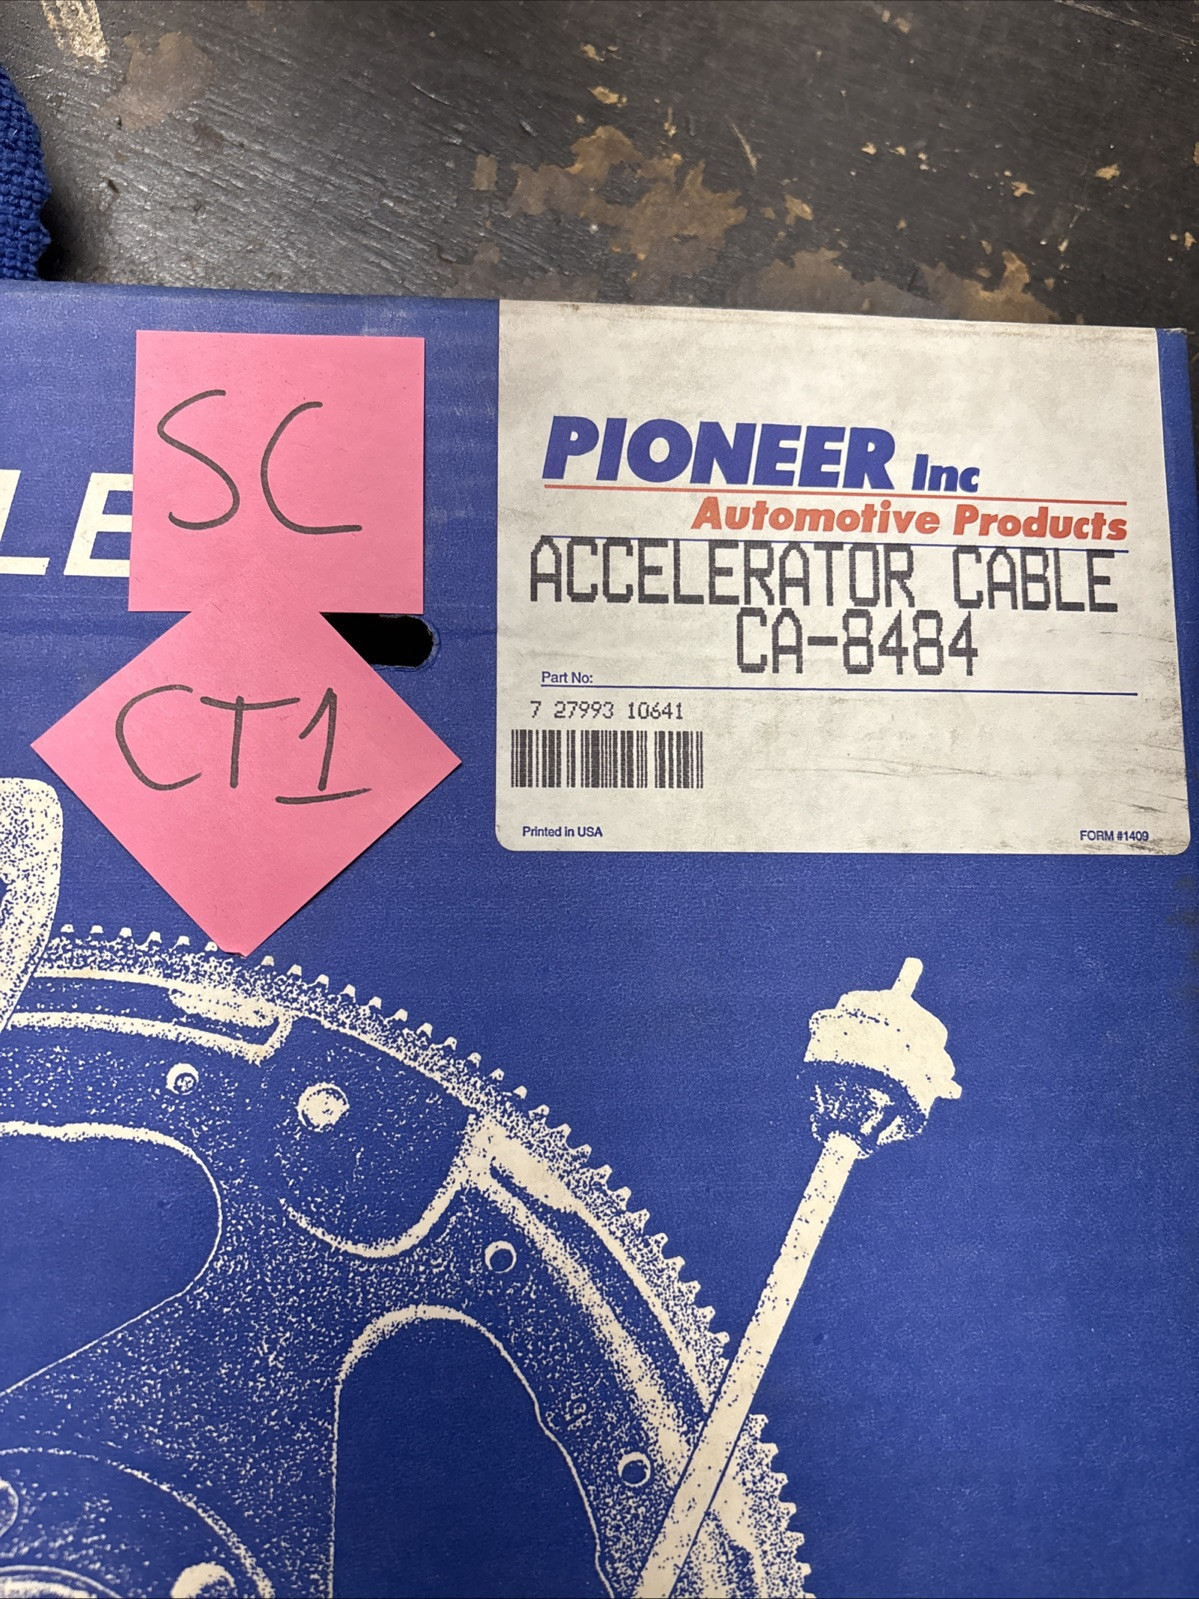 SC
CT1
LE
PIONEER Inc
Automotive Products
ACCELERATOR CABLE
CA-8484
Part No:
7 27993 10641
Printed in USA
FORM #1409